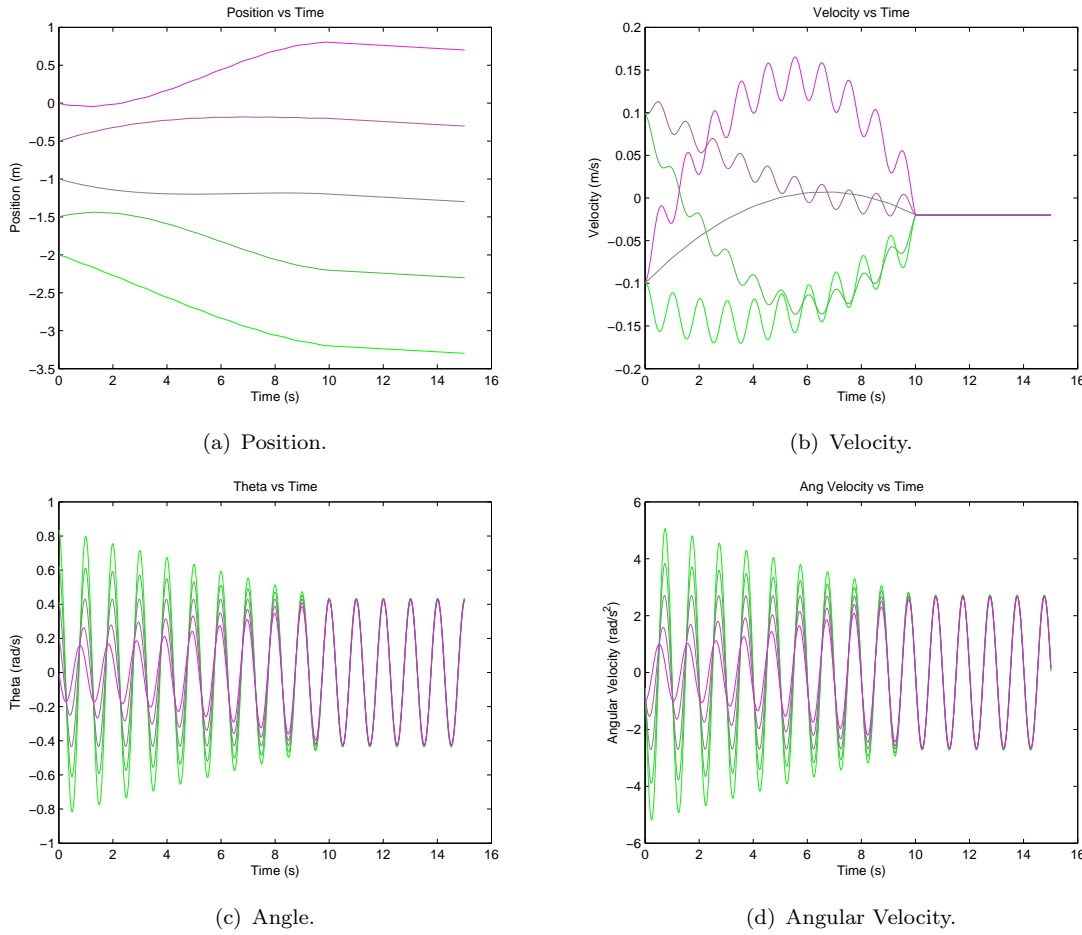 Position vs Time
Position (m)
1
0.5
0
−0.5
−1
−1.5
−2
−2.5
−3
−3.5
0 2 4 6 8 10 12 14 16
Time (s)
(a) Position.
Velocity vs Time
Velocity (m/s)
0.2
0.15
0.1
0.05
0
−0.05
−0.1
−0.15
−0.2
0 2 4 6 8 10 12 14 16
Time (s)
(b) Velocity.
Theta vs Time
Theta (rad/s)
1
0.8
0.6
0.4
0.2
0
−0.2
−0.4
−0.6
−0.8
−1
0 2 4 6 8 10 12 14 16
Time (s)
(c) Angle.
Ang Velocity vs Time
Angular Velocity (rad/s²)
6
4
2
0
−2
−4
−6
0 2 4 6 8 10 12 14 16
Time (s)
(d) Angular Velocity.